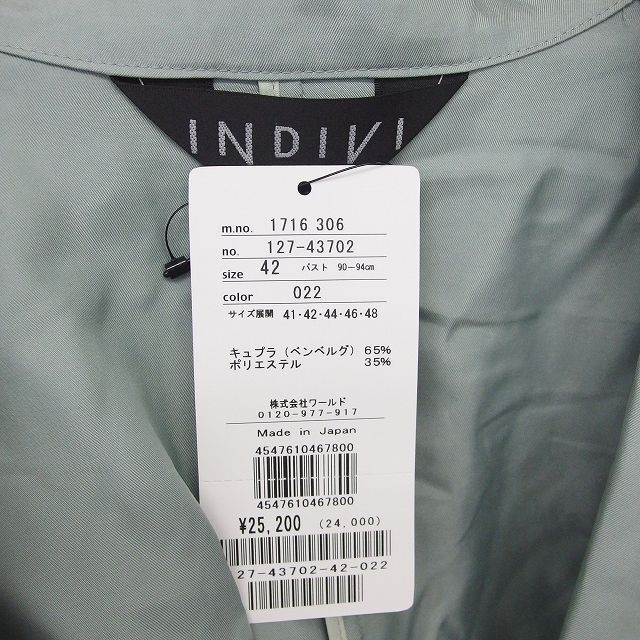 INDIVI
m.no. 1716 306
no. 127-43702
size 42 バスト 90-94cm
color 022
サイズ展開 41・42・44・46・48
キュプラ（ベンベルグ）65%
ポリエステル 35%
株式会社ワールド
0120-977-917
Made in Japan
4547610467800
4547610467800
¥25,200 (24,000)
27-43702-42-022